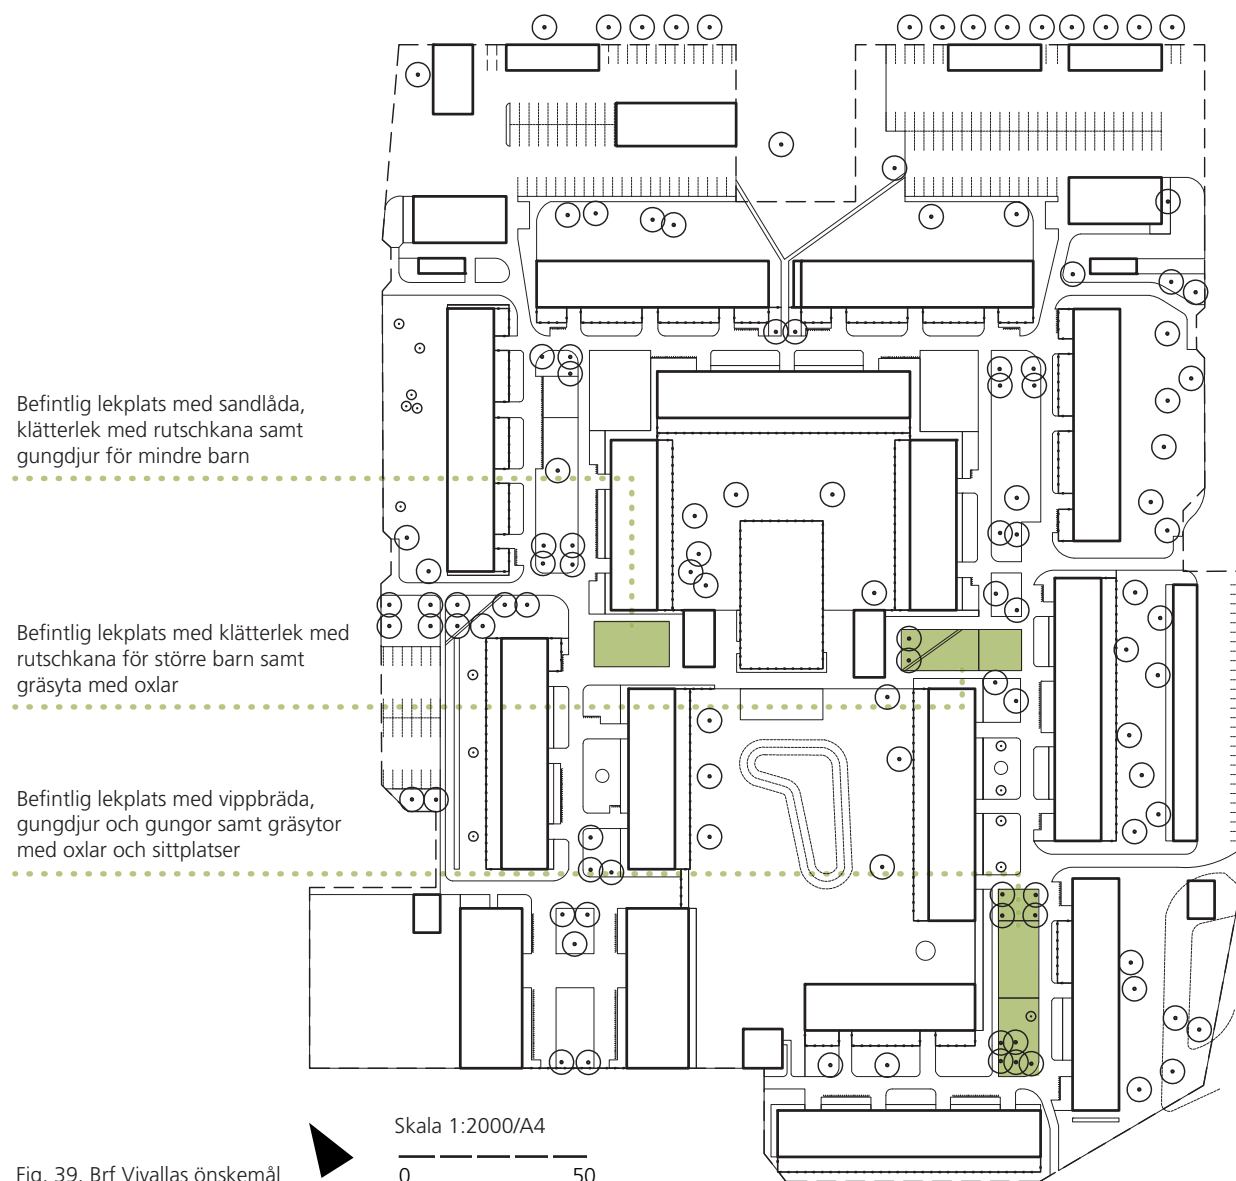 Befintlig lekplats med sandlåda,
klätterlek med rutschkana samt
gungdjur för mindre barn
Befintlig lekplats med klätterlek med
rutschkana för större barn samt
gräsyta med oxlar
Befintlig lekplats med vippbräda,
gungdjur och gungor samt gräsytor
med oxlar och sittplatser
Skala 1:2000/A4
0 50
Fig. 39. Brf Vivallas önskemål